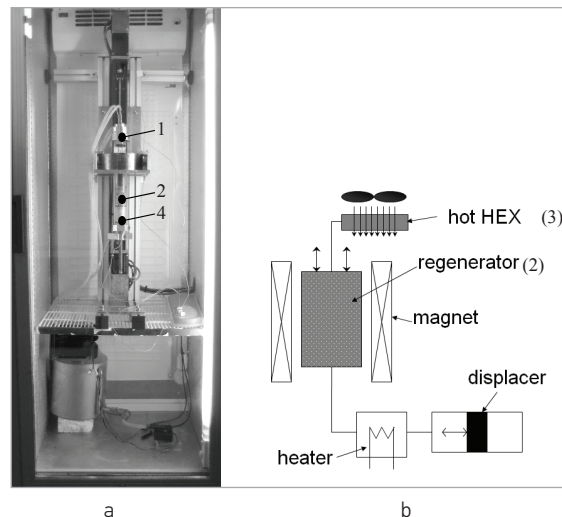 1
2
4
hot HEX (3)
regenerator (2)
magnet
displacer
heater
a
b